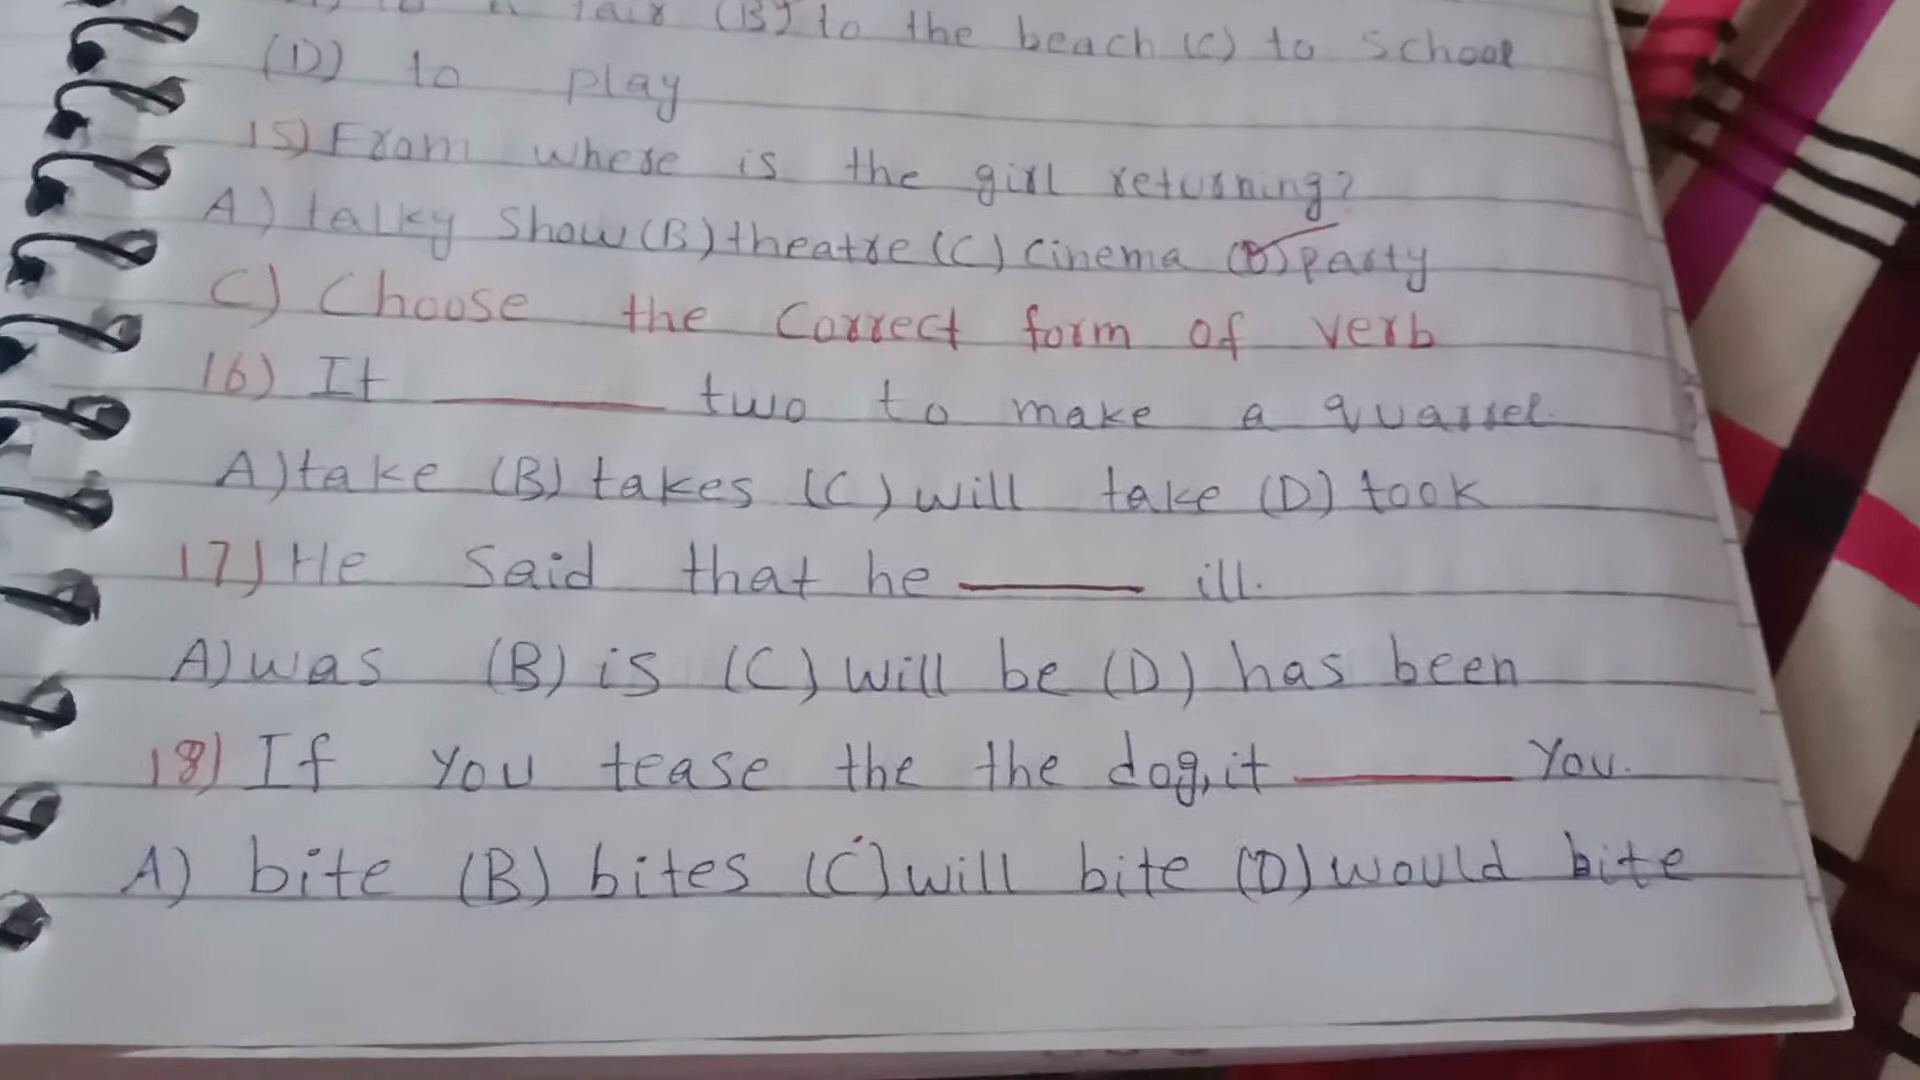 (B) to the beach (C) to School
(D) to play
15) From where is the girl returning?
A) talky Show (B) theatre (C) cinema (D) party
C) Choose the Correct form of verb
16) It ______ two to make a quarrel.
A) take (B) takes (C) will take (D) took
17) He Said that he ______ ill.
A) was (B) is (C) will be (D) has been
18) If You tease the the dog, it ______ You.
A) bite (B) bites (C) will bite (D) would bite